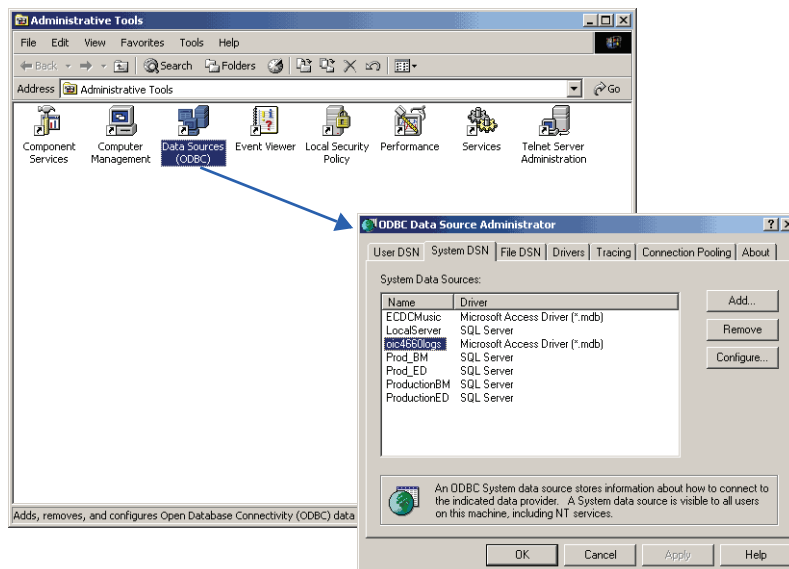 Administrative Tools
File Edit View Favorites Tools Help
Back Search Folders
Address Administrative Tools Go
Component Services
Computer Management
Data Sources (ODBC)
Event Viewer
Local Security Policy
Performance
Services
Telnet Server Administration
Adds, removes, and configures Open Database Connectivity (ODBC) data
ODBC Data Source Administrator
User DSN System DSN File DSN Drivers Tracing Connection Pooling About
System Data Sources:
Name Driver
ECDCMusic Microsoft Access Driver (*.mdb)
LocalServer SQL Server
oic4660logs Microsoft Access Driver (*.mdb)
Prod_BM SQL Server
Prod_ED SQL Server
ProductionBM SQL Server
ProductionED SQL Server
Add...
Remove
Configure...
An ODBC System data source stores information about how to connect to
the indicated data provider. A System data source is visible to all users
on this machine, including NT services.
OK Cancel Apply Help